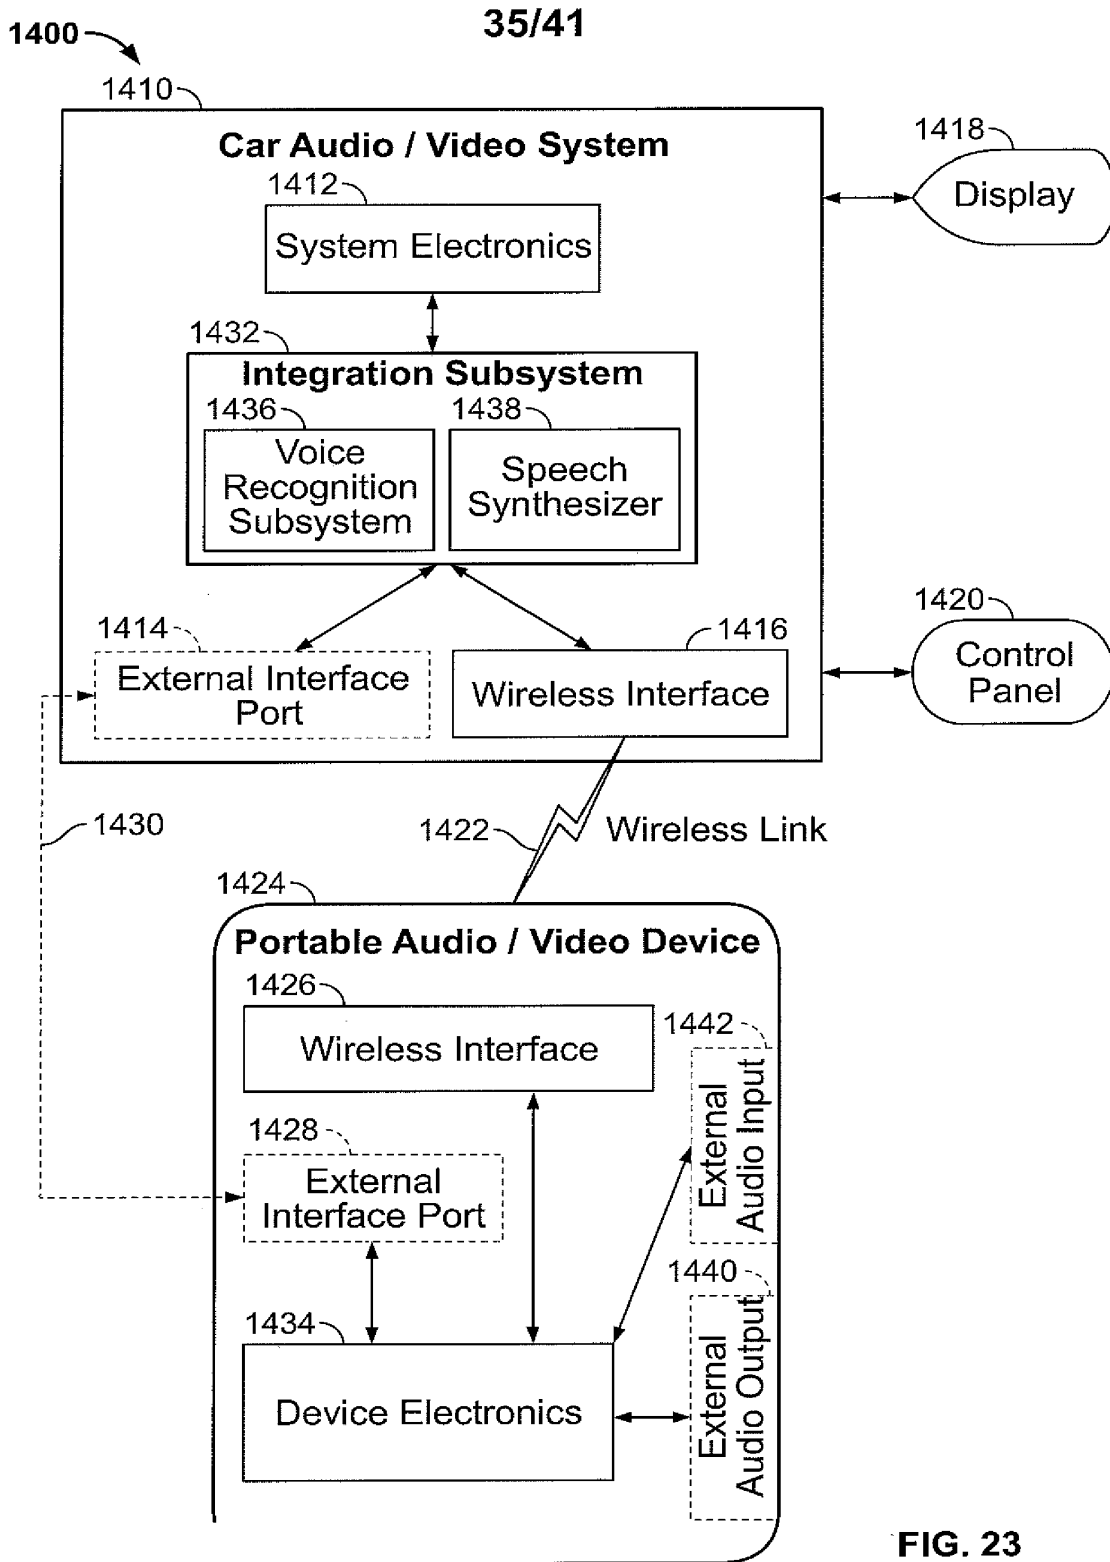 35/41
1400
1410
Car Audio / Video System
1412
System Electronics
1418
Display
1432
Integration Subsystem
1436
Voice
Recognition
Subsystem
1438
Speech
Synthesizer
1414
External Interface
Port
1416
Wireless Interface
1420
Control
Panel
1430
1422
Wireless Link
1424
Portable Audio / Video Device
1426
Wireless Interface
1442
External
Audio Input
1428
External
Interface Port
1440
External
Audio Output
1434
Device Electronics
FIG. 23